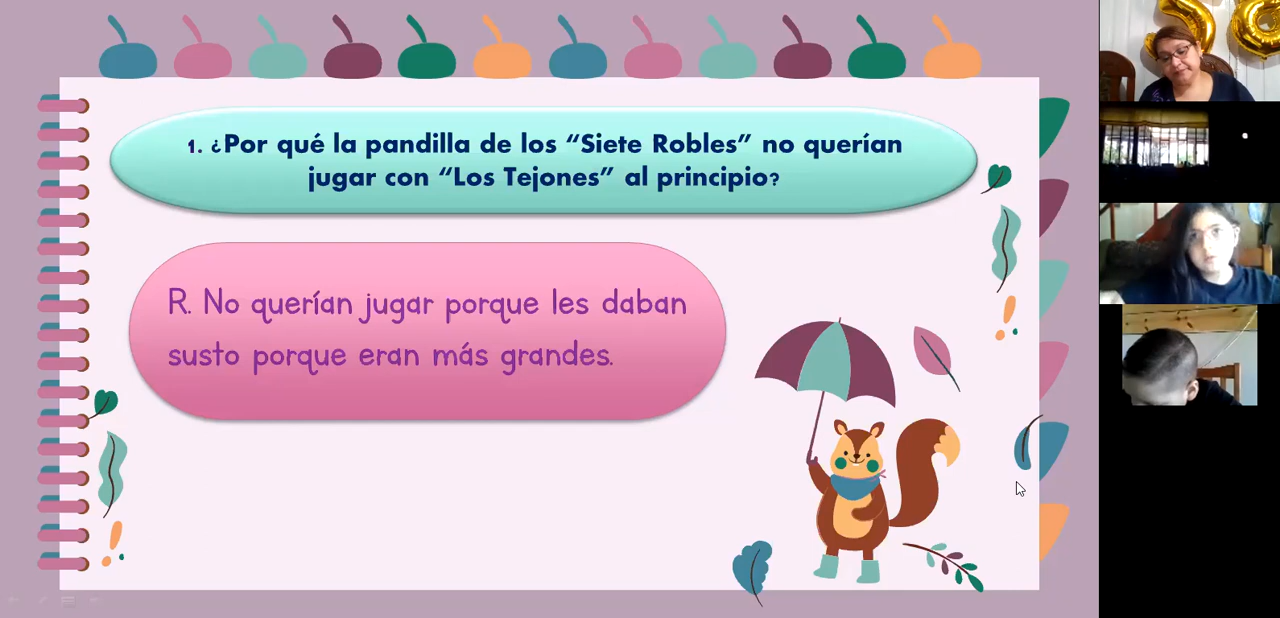 1. ¿Por qué la pandilla de los “Siete Robles” no querían
jugar con “Los Tejones” al principio?
R. No querían jugar porque les daban
susto porque eran más grandes.